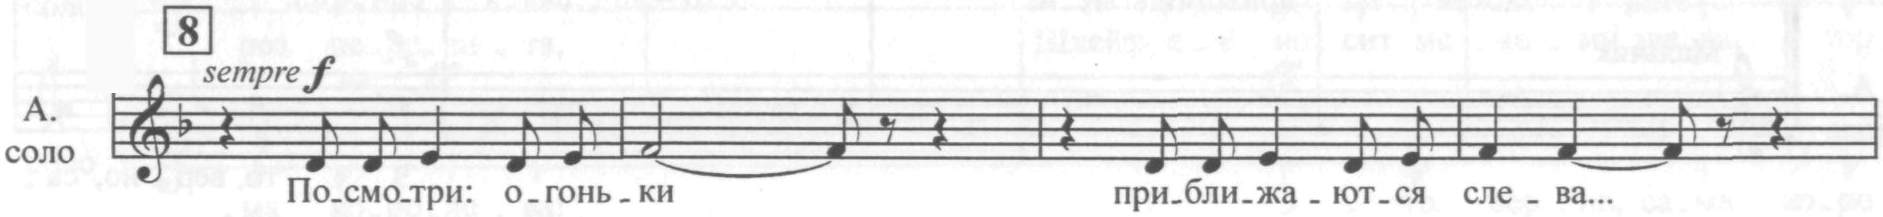 8
sempre f
А.
соло
По_смо_три: о_гонь_ки при_бли_жа_ют_ся сле_ва...